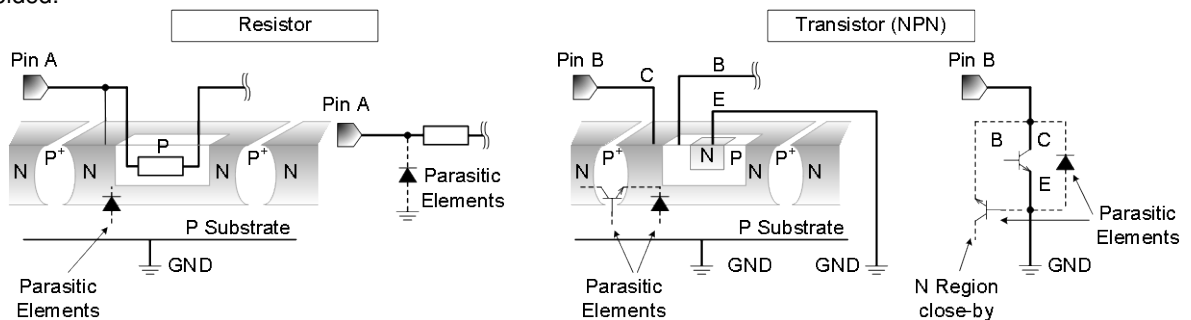 Resistor
Transistor (NPN)
Pin A
Pin A
N
P+
N
P
N
P+
N
Parasitic
Elements
P Substrate
GND
Parasitic
Elements
Pin B
C
B
E
N
P+
N
N
P
N
P+
N
P Substrate
GND
GND
Parasitic
Elements
Pin B
B
C
E
Parasitic
Elements
GND
N Region
close-by